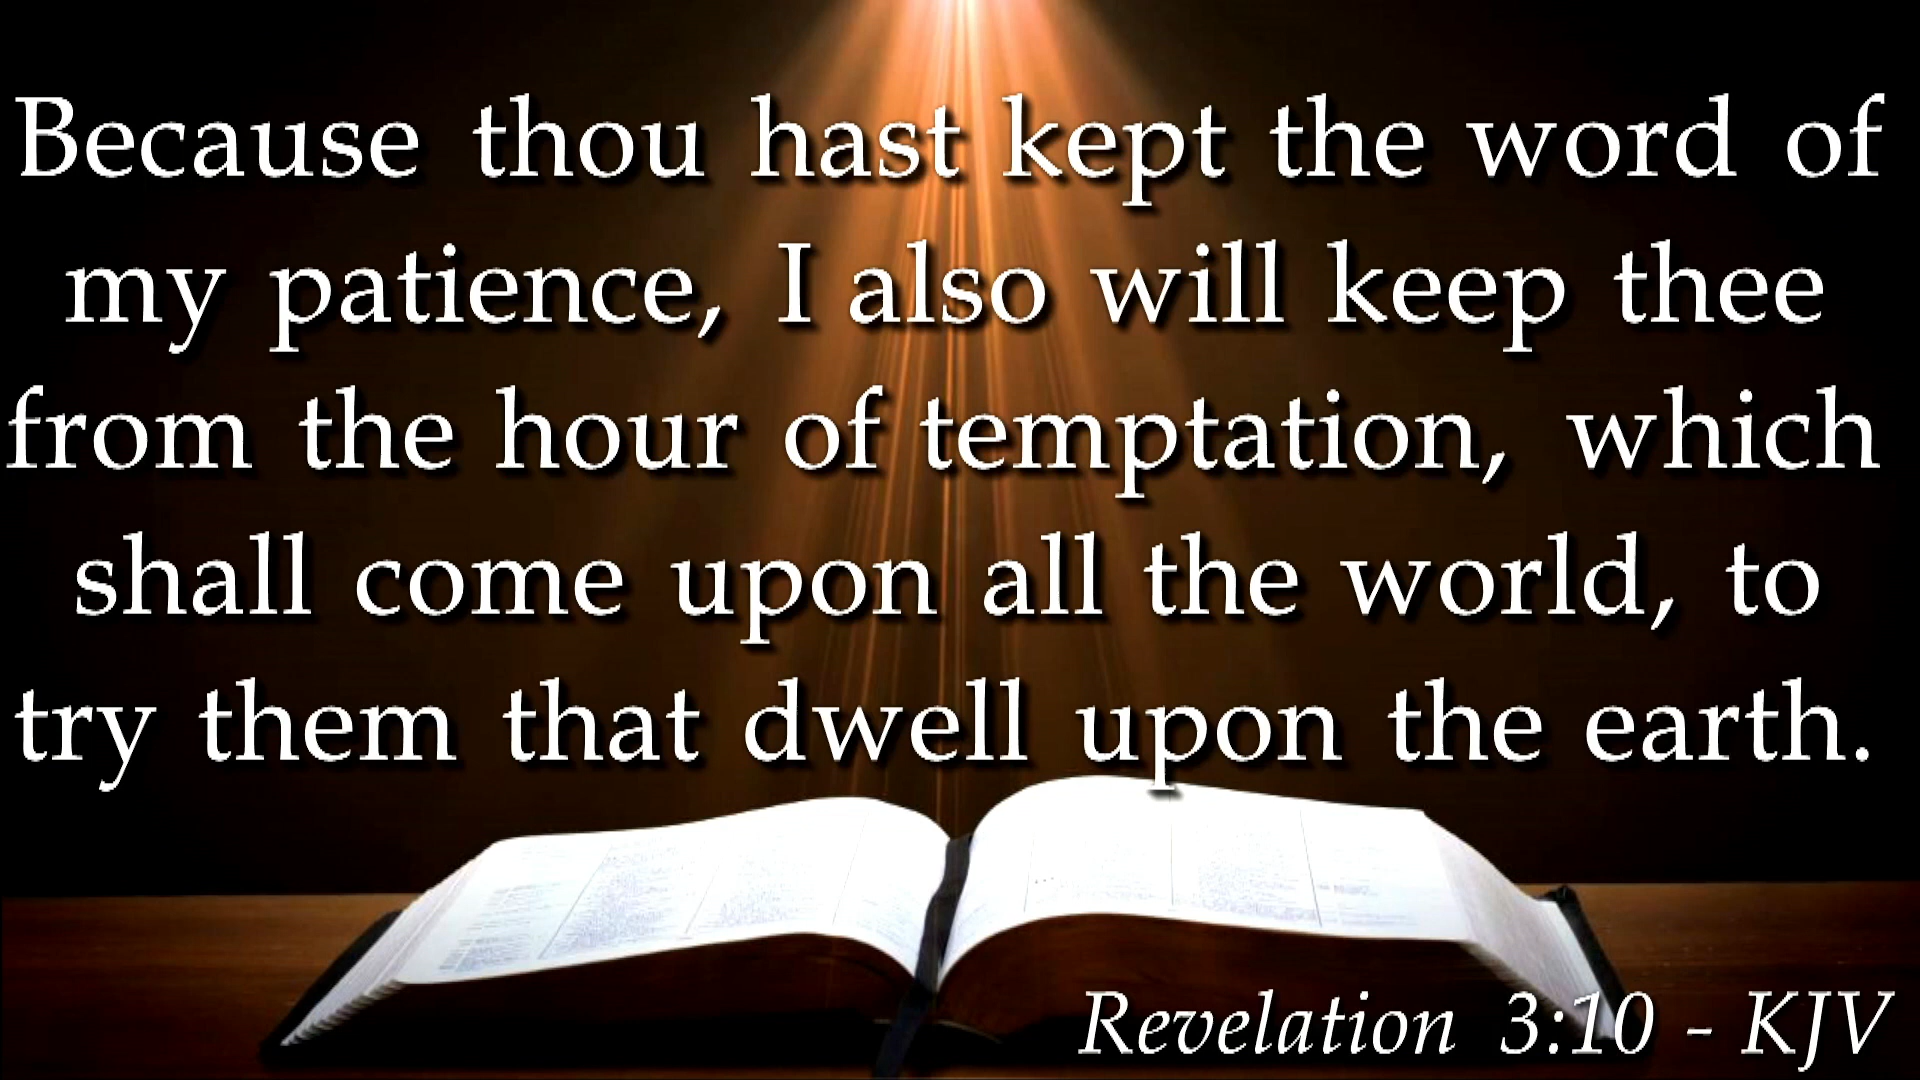 Because thou hast kept the word of
my patience, I also will keep thee
from the hour of temptation, which
shall come upon all the world, to
try them that dwell upon the earth.
Revelation 3:10 - KJV